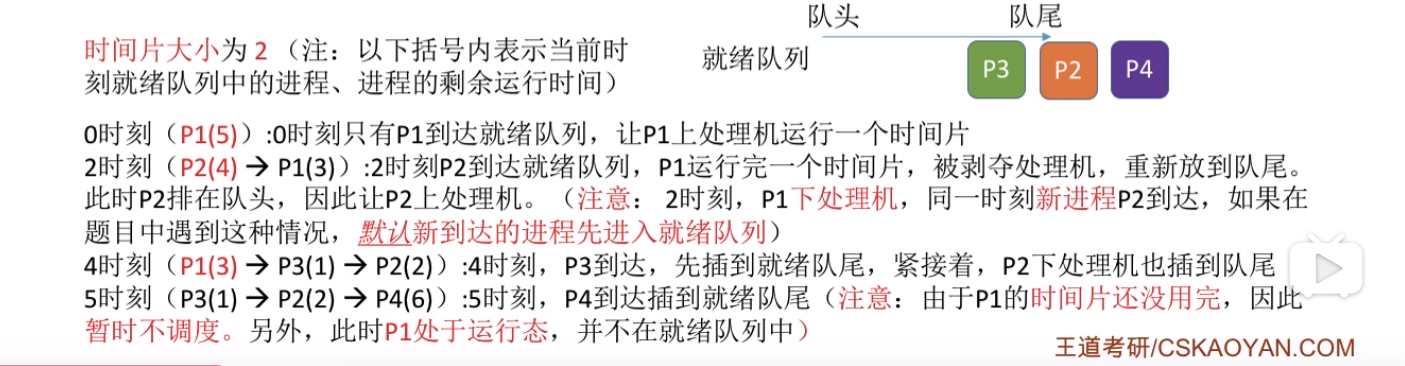 队头 队尾
时间片大小为 2 （注：以下括号内表示当前时
就绪队列
P3 P2 P4
刻就绪队列中的进程、进程的剩余运行时间）
0时刻（P1(5)）:0时刻只有P1到达就绪队列，让P1上处理机运行一个时间片
2时刻（P2(4) → P1(3)）:2时刻P2到达就绪队列，P1运行完一个时间片，被剥夺处理机，重新放到队尾。
此时P2排在队头，因此让P2上处理机。（注意： 2时刻，P1下处理机，同一时刻新进程P2到达，如果在
题目中遇到这种情况，默认新到达的进程先进入就绪队列）
4时刻（P1(3) → P3(1) → P2(2)）:4时刻，P3到达，先插到就绪队尾，紧接着，P2下处理机也插到队尾
5时刻（P3(1) → P2(2) → P4(6)）:5时刻，P4到达插到就绪队尾（注意：由于P1的时间片还没用完，因此
暂时不调度。另外，此时P1处于运行态，并不在就绪队列中）
王道考研/CSKAOYAN.COM